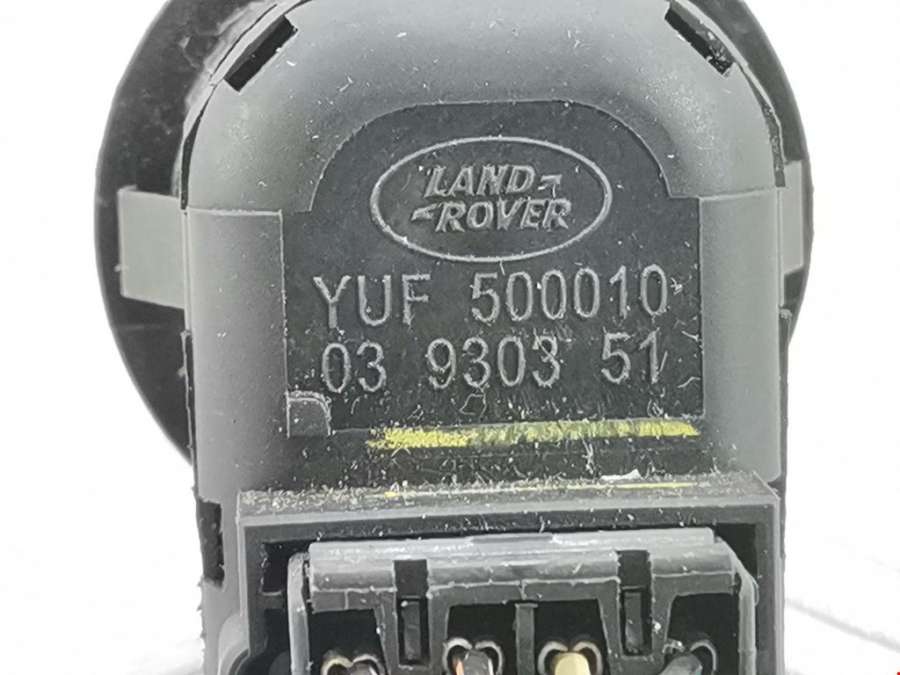 LAND
ROVER
YUF 500010
03 9303 51